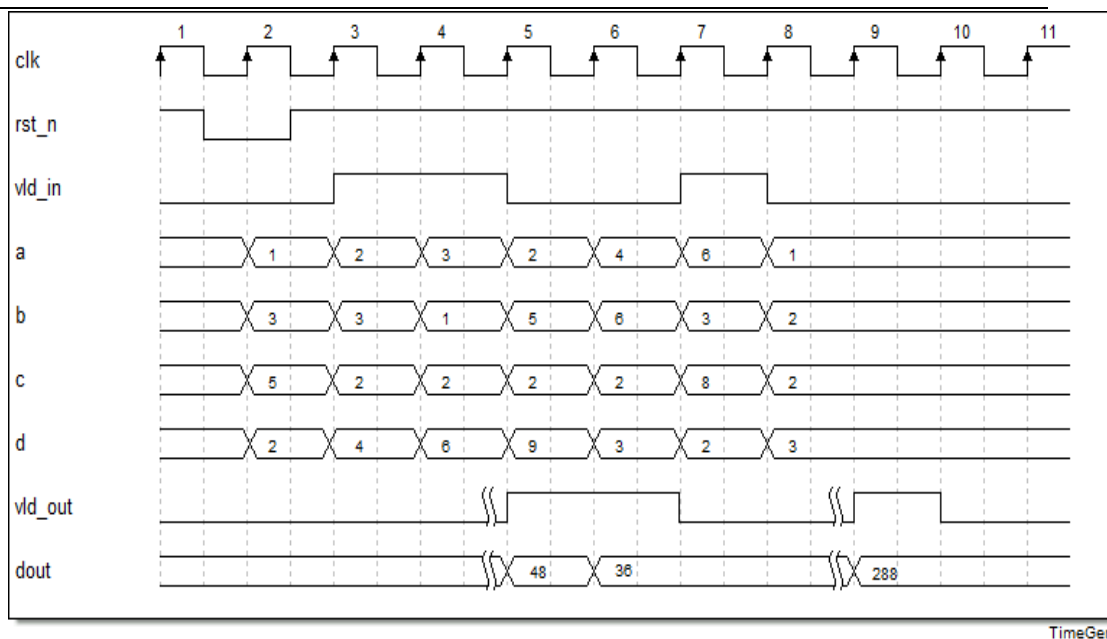 1 2 3 4 5 6 7 8 9 10 11
clk
rst_n
vld_in
a 1 2 3 2 4 6 1
b 3 3 1 5 6 3 2
c 5 2 2 2 2 8 2
d 2 4 6 9 3 2 3
vld_out
dout 48 36 288
TimeGen